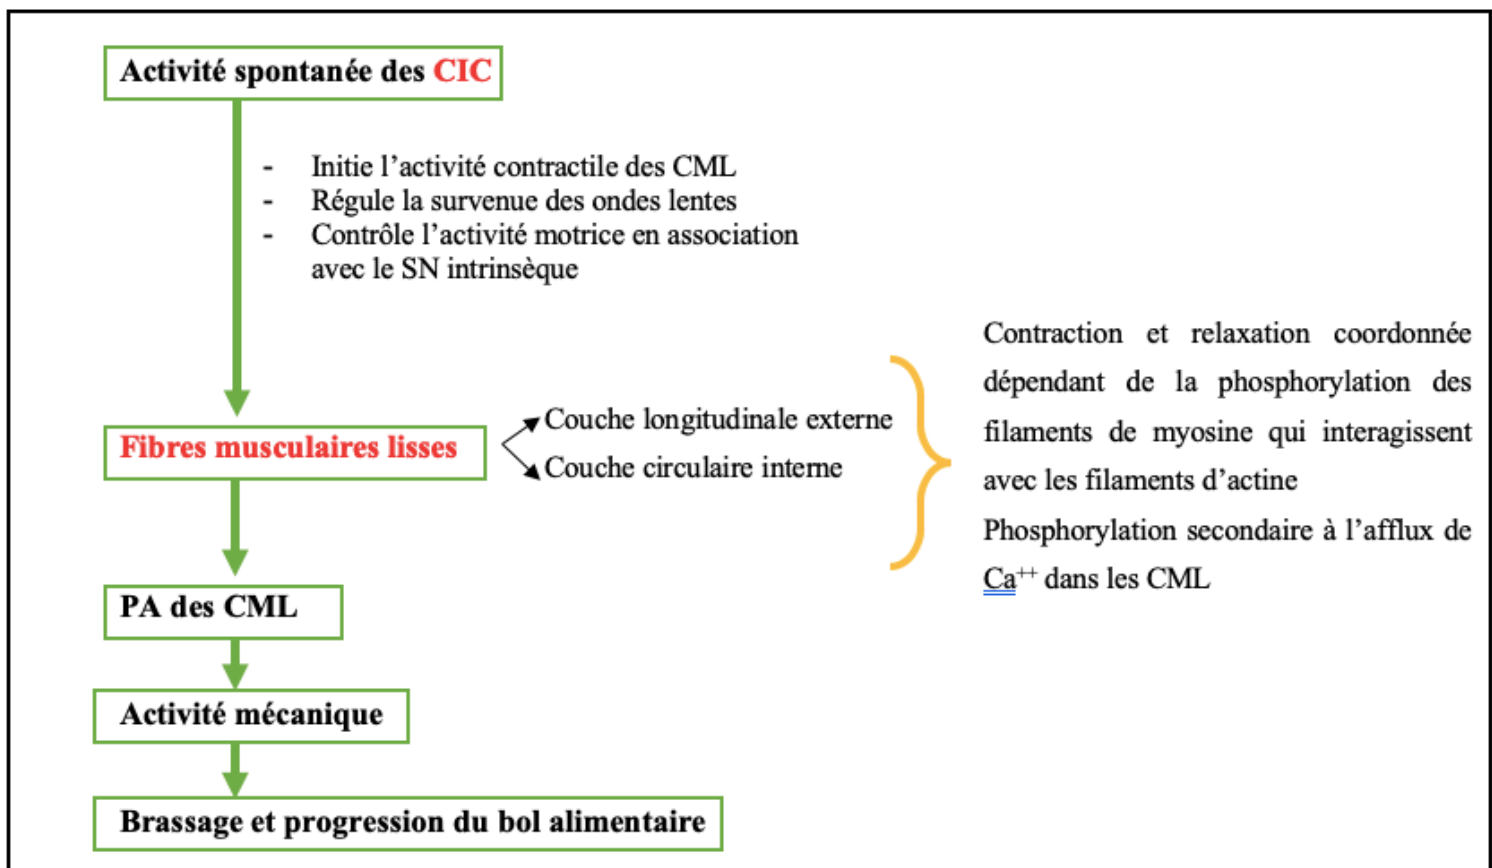 Activité spontanée des CIC
- Initie l’activité contractile des CML
- Régule la survenue des ondes lentes
- Contrôle l’activité motrice en association
avec le SN intrinsèque
Fibres musculaires lisses
Couche longitudinale externe
Couche circulaire interne
Contraction et relaxation coordonnée
dépendant de la phosphorylation des
filaments de myosine qui interagissent
avec les filaments d’actine
Phosphorylation secondaire à l’afflux de
Ca⁺⁺ dans les CML
PA des CML
Activité mécanique
Brassage et progression du bol alimentaire